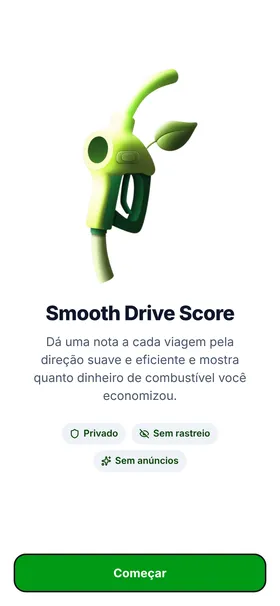 Smooth Drive Score
Dá uma nota a cada viagem pela
direção suave e eficiente e mostra
quanto dinheiro de combustível você
economizou.
Privado
Sem rastreio
Sem anúncios
Começar